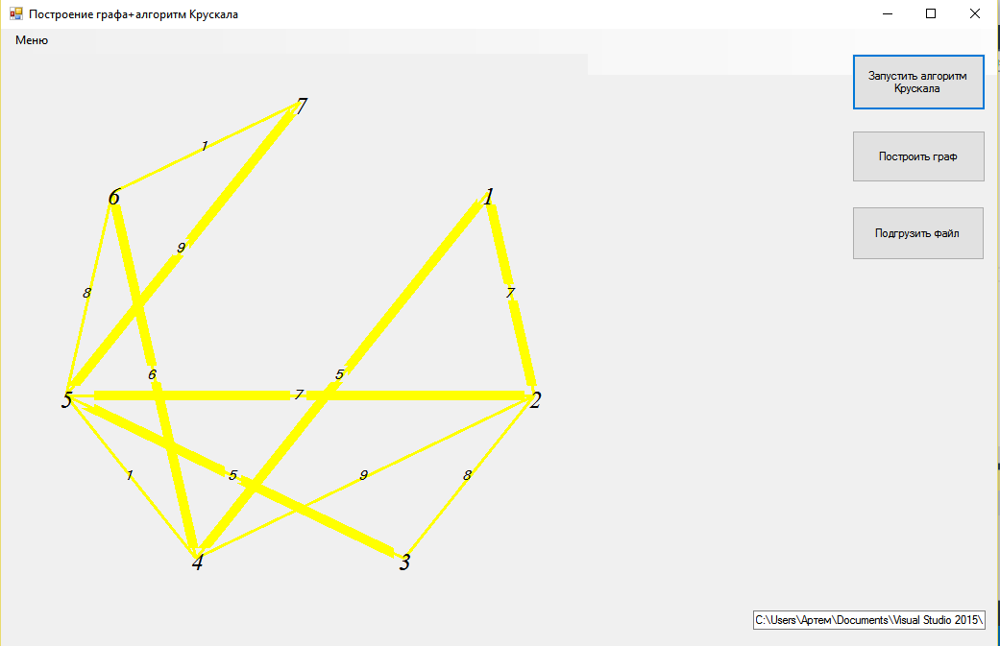 Построение графа+алгоритм Крускала
Меню
Запустить алгоритм
Крускала
Построить граф
Подгрузить файл
7
1
6
1
9
8
7
6
5
5
7
2
1
5
9
8
4
3
C:\Users\Артем\Documents\Visual Studio 2015\